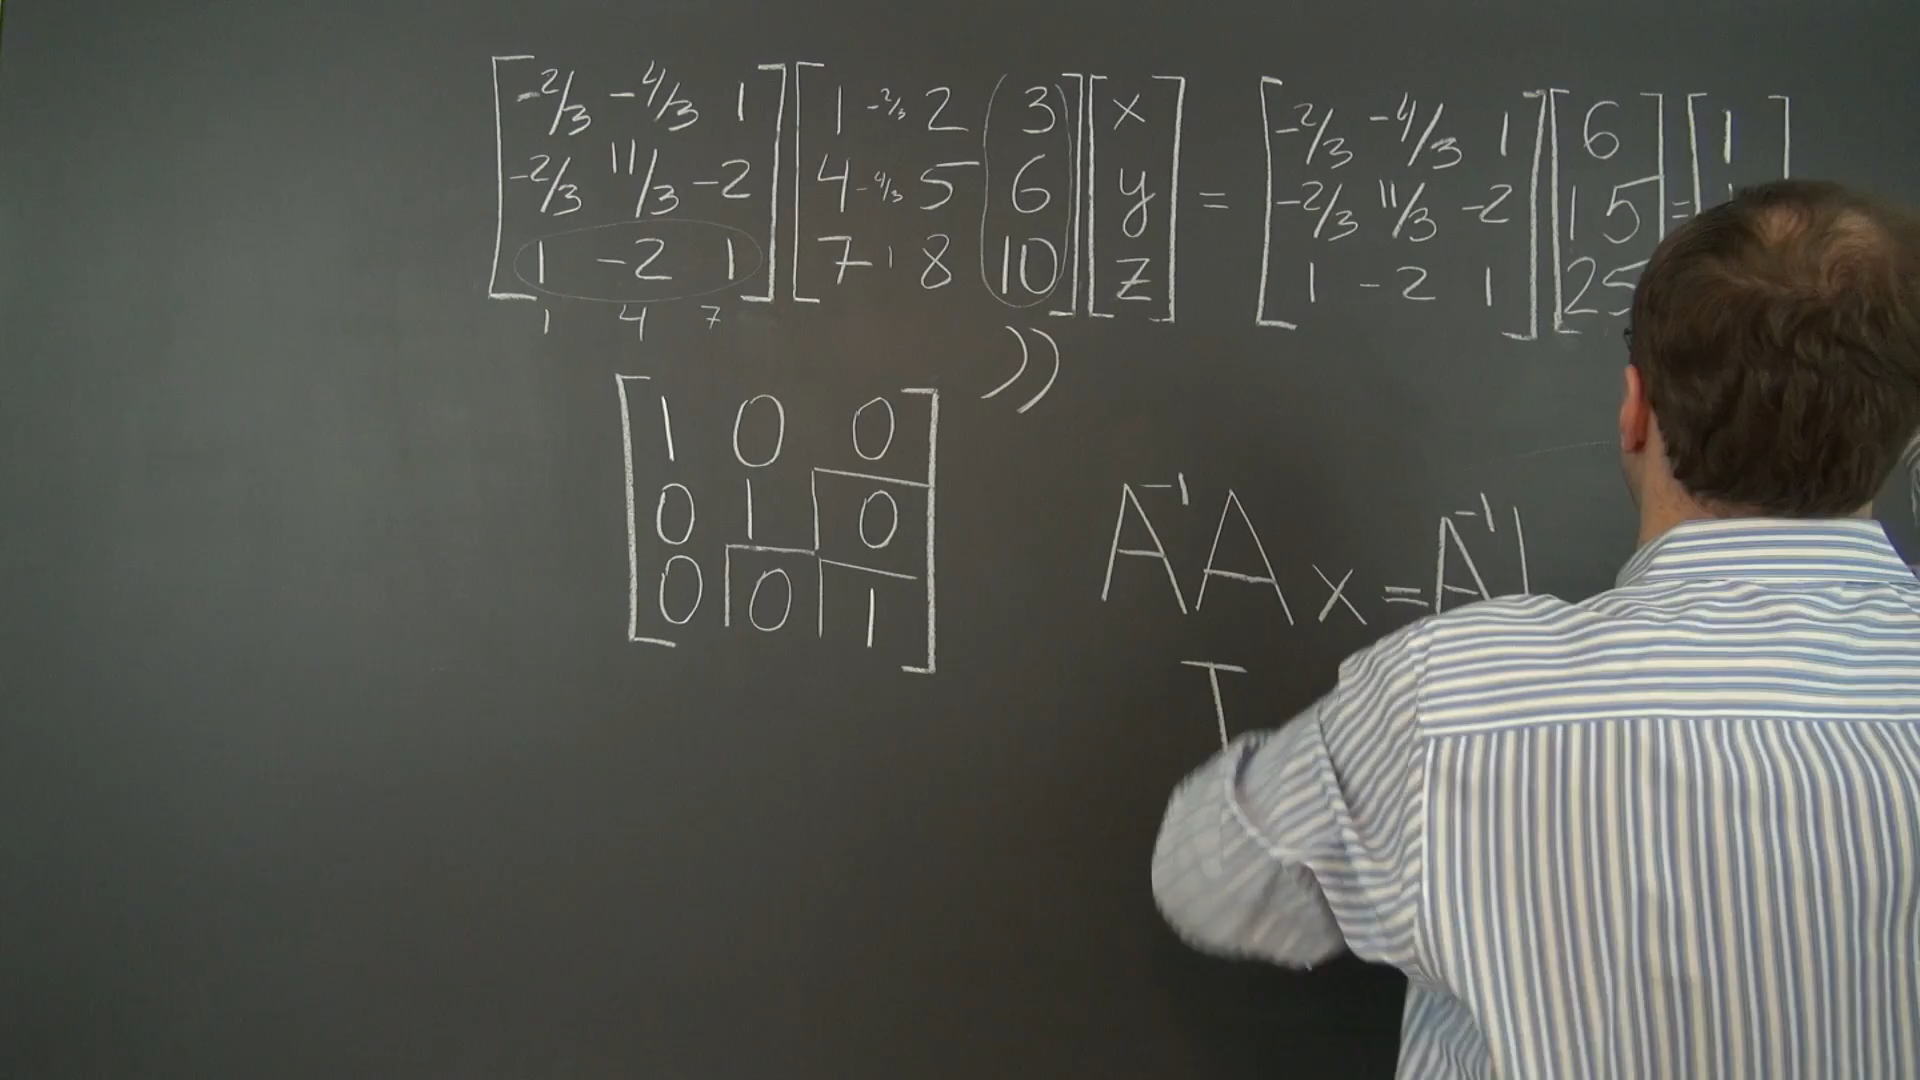 -2/3 -4/3 1 1 -2/3 2 3 x -2/3 -4/3 1 6 1
-2/3 11/3 -2 4 -4/3 5 6 y = -2/3 11/3 -2 15 =
1 -2 1 7 1 8 10 z 1 -2 1 25
1 4 7
1 0 0
0 1 0
0 0 1
A⁻¹A x = A⁻¹
I